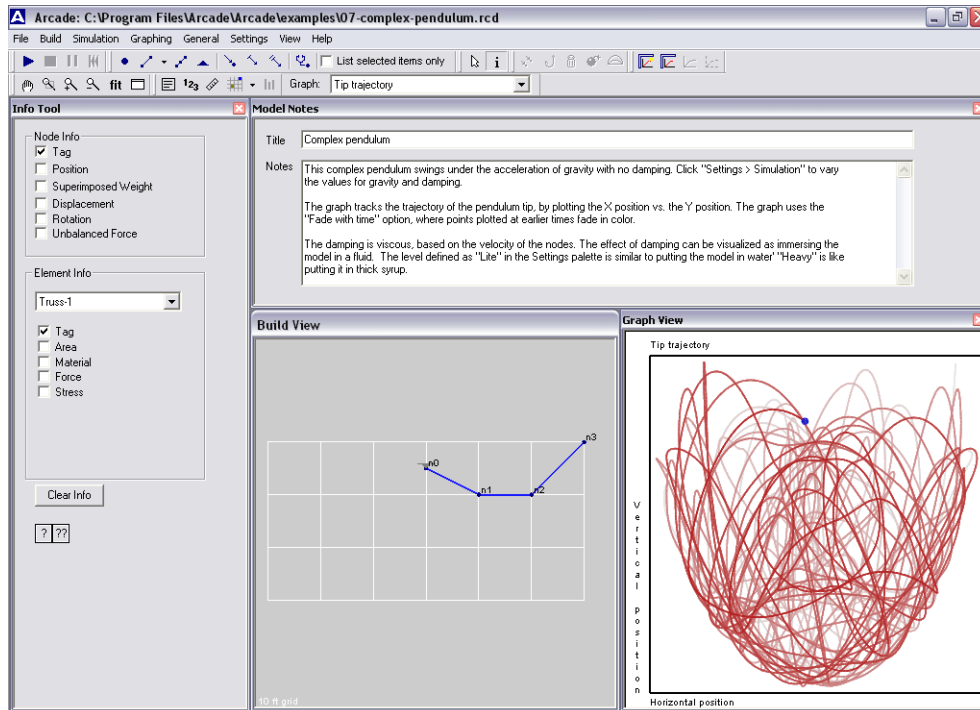 Arcade: C:\Program Files\Arcade\Arcade\examples\07-complex-pendulum.rcd
File Build Simulation Graphing General Settings View Help
List selected items only
fit 123 Graph: Tip trajectory
Info Tool
Node Info
Tag
Position
Superimposed Weight
Displacement
Rotation
Unbalanced Force
Element Info
Truss-1
Tag
Area
Material
Force
Stress
Clear Info
? ??
Model Notes
Title Complex pendulum
Notes This complex pendulum swings under the acceleration of gravity with no damping. Click "Settings > Simulation" to vary
the values for gravity and damping.
The graph tracks the trajectory of the pendulum tip, by plotting the X position vs. the Y position. The graph uses the
"Fade with time" option, where points plotted at earlier times fade in color.
The damping is viscous, based on the velocity of the nodes. The effect of damping can be visualized as immersing the
model in a fluid. The level defined as "Lite" in the Settings palette is similar to putting the model in water' "Heavy" is like
putting it in thick syrup.
Build View
n0
n1
n2
n3
10 ft grid
Graph View
Tip trajectory
Vertical position
Horizontal position